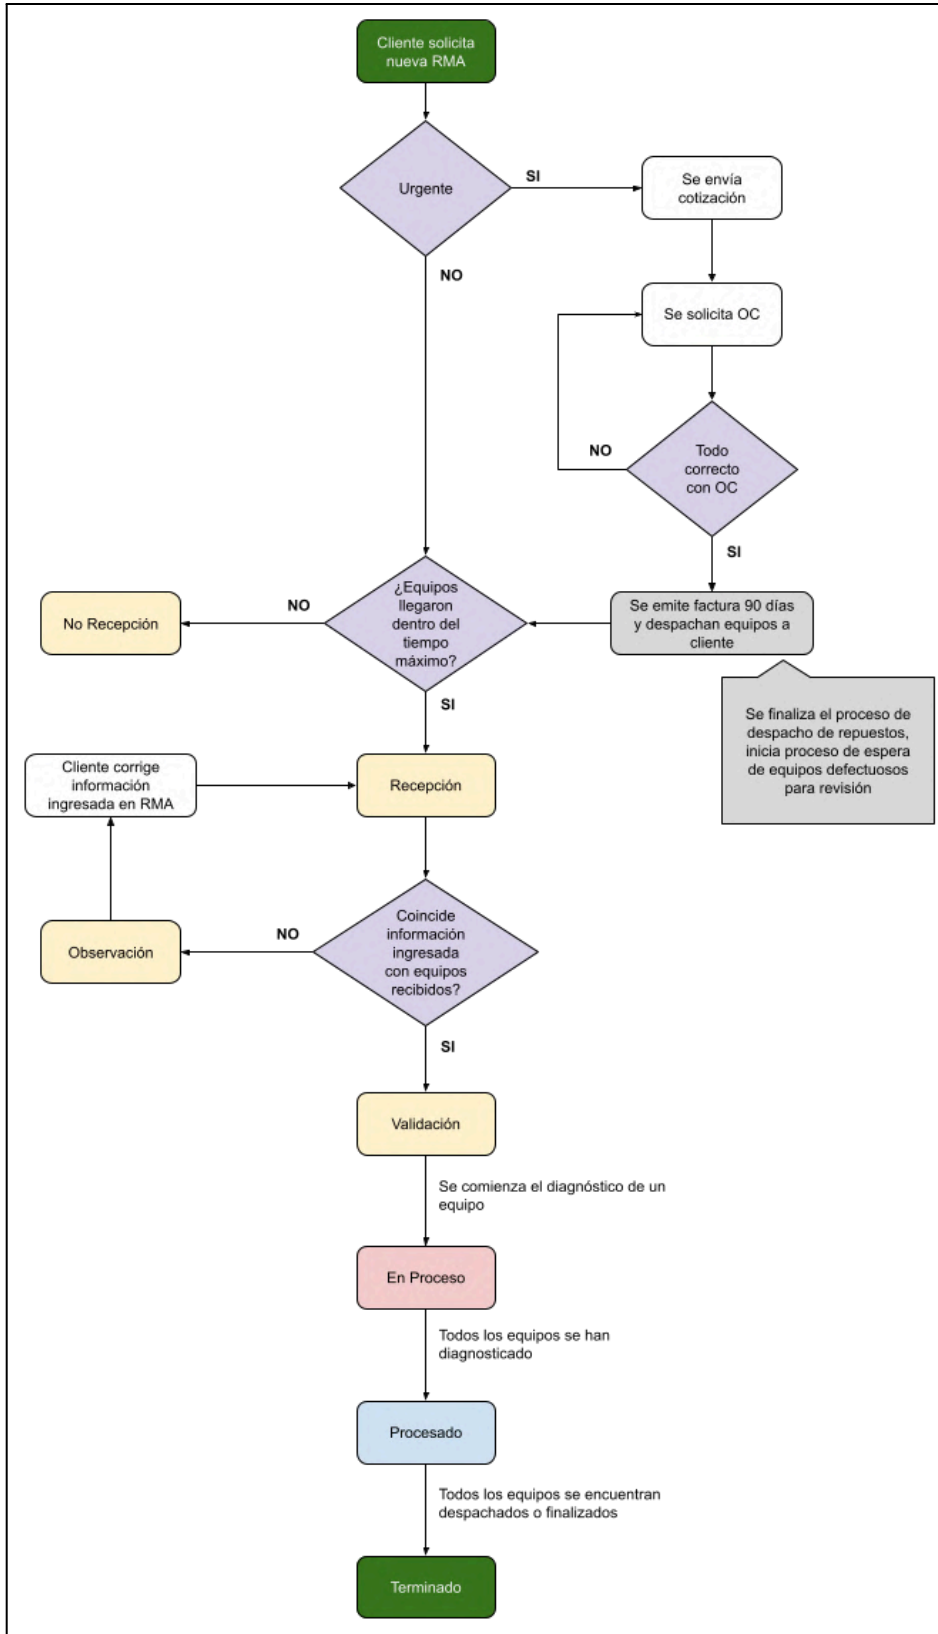 Cliente solicita
nueva RMA
Urgente
SI
Se envía
cotización
NO
Se solicita OC
NO
Todo
correcto
con OC
SI
¿Equipos
llegaron
dentro del
tiempo
máximo?
NO
No Recepción
Se emite factura 90 días
y despachan equipos a
cliente
SI
Se finaliza el proceso de
despacho de repuestos,
inicia proceso de espera
de equipos defectuosos
para revisión
Cliente corrige
información
ingresada en RMA
Recepción
Coincide
información
ingresada
con equipos
recibidos?
NO
Observación
SI
Validación
Se comienza el diagnóstico de un
equipo
En Proceso
Todos los equipos se han
diagnosticado
Procesado
Todos los equipos se encuentran
despachados o finalizados
Terminado